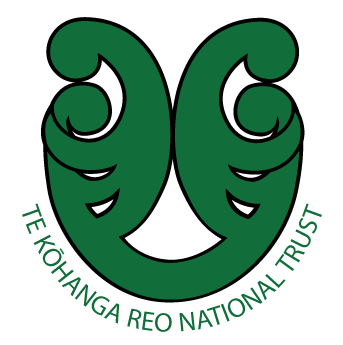 TE KŌHANGA REO NATIONAL TRUST